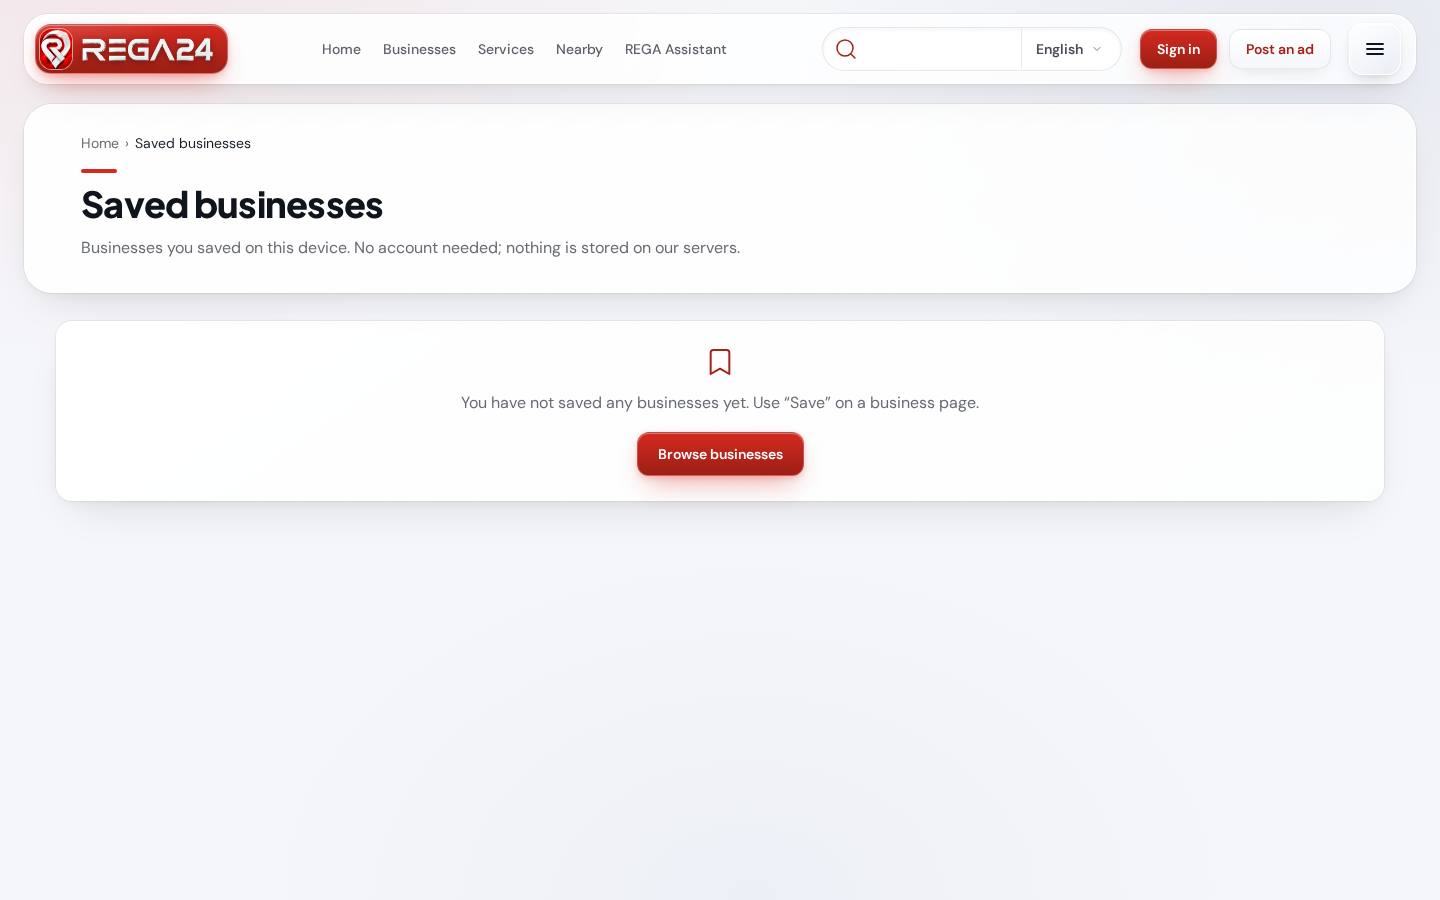 REGA24
Home
Businesses
Services
Nearby
REGA Assistant
English
Sign in
Post an ad
Home › Saved businesses
Saved businesses
Businesses you saved on this device. No account needed; nothing is stored on our servers.
You have not saved any businesses yet. Use “Save” on a business page.
Browse businesses